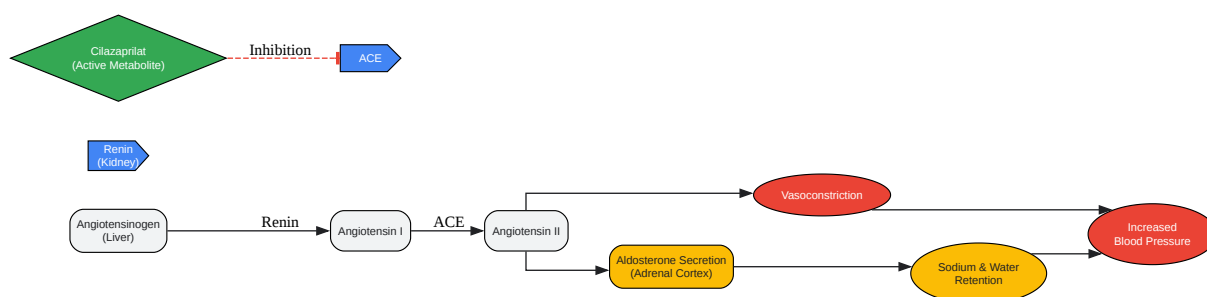 Cilazaprilat
(Active Metabolite)
Inhibition
ACE
Renin
(Kidney)
Angiotensinogen
(Liver)
Renin
Angiotensin I
ACE
Angiotensin II
Vasoconstriction
Aldosterone Secretion
(Adrenal Cortex)
Sodium & Water
Retention
Increased
Blood Pressure